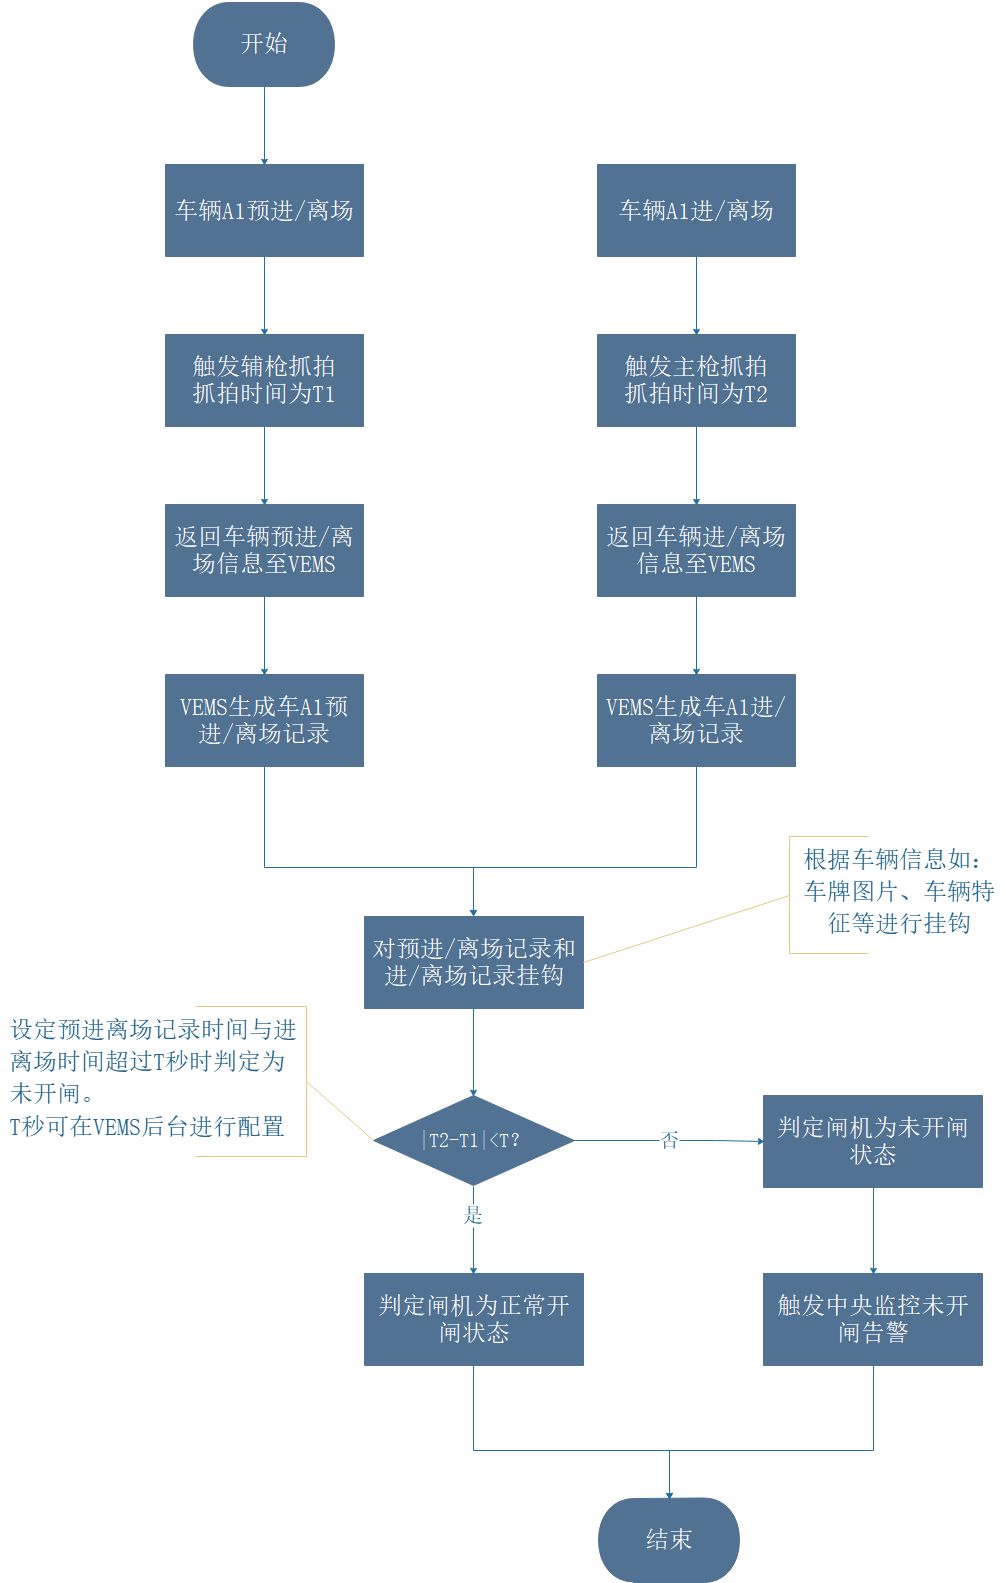 开始
车辆A1预进/离场
车辆A1进/离场
触发辅枪抓拍
抓拍时间为T1
触发主枪抓拍
抓拍时间为T2
返回车辆预进/离
场信息至VEMS
返回车辆进/离场
信息至VEMS
VEMS生成车A1预
进/离场记录
VEMS生成车A1进/
离场记录
根据车辆信息如：
车牌图片、车辆特
征等进行挂钩
对预进/离场记录和
进/离场记录挂钩
设定预进离场记录时间与进
离场时间超过T秒时判定为
未开闸。
T秒可在VEMS后台进行配置
|T2-T1|<T?
否
判定闸机为未开闸
状态
是
判定闸机为正常开
闸状态
触发中央监控未开
闸告警
结束